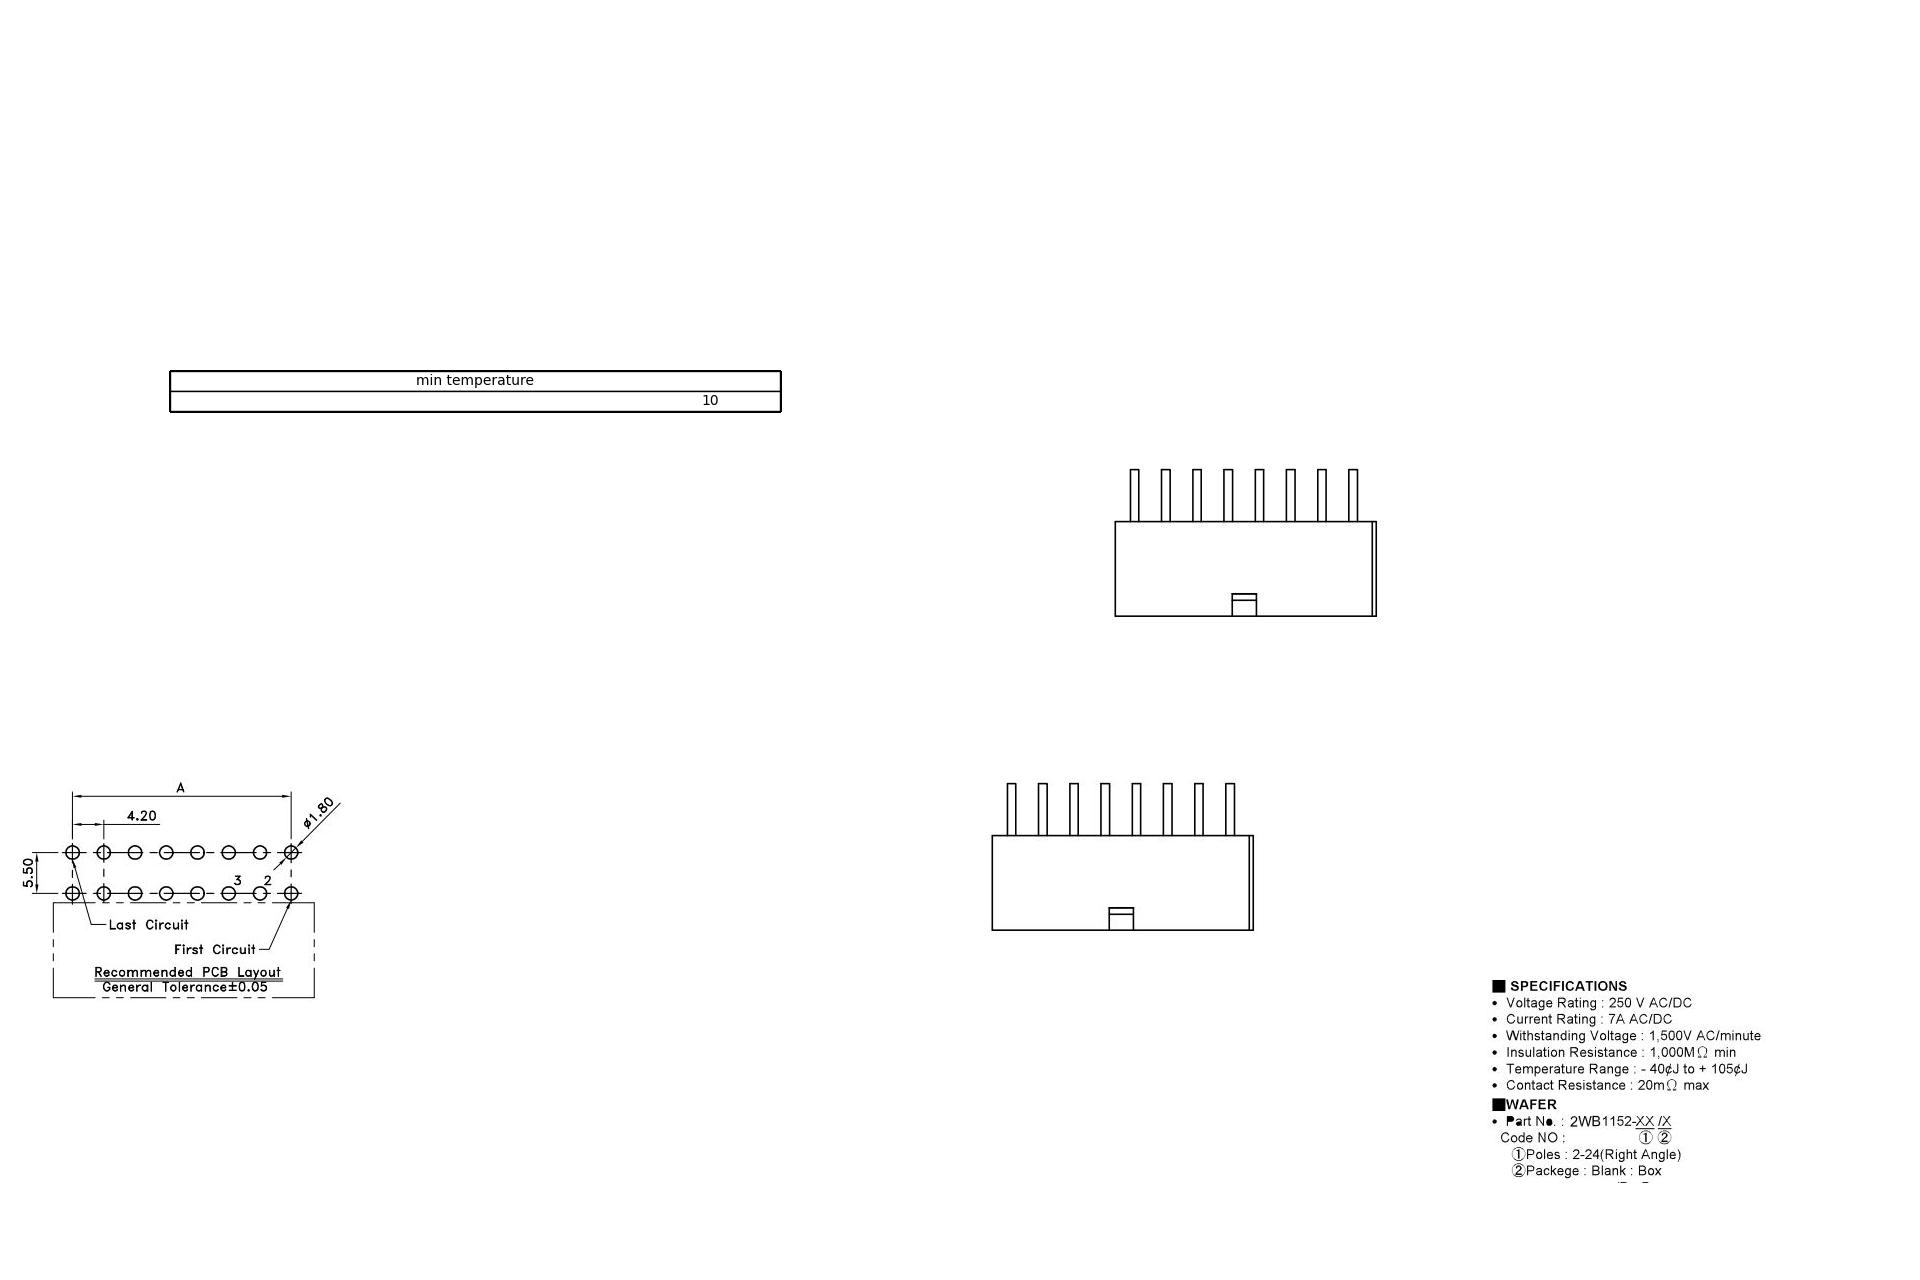 min temperature
10
A
4.20
ø1.80
5.50
3 2
Last Circuit
First Circuit
Recommended PCB Layout
General Tolerance±0.05
■ SPECIFICATIONS
• Voltage Rating : 250 V AC/DC
• Current Rating : 7A AC/DC
• Withstanding Voltage : 1,500V AC/minute
• Insulation Resistance : 1,000MΩ min
• Temperature Range : - 40¢J to + 105¢J
• Contact Resistance : 20mΩ max
■WAFER
• Part No. : 2WB1152-XX /X
Code NO : ① ②
①Poles : 2-24(Right Angle)
②Packege : Blank : Box